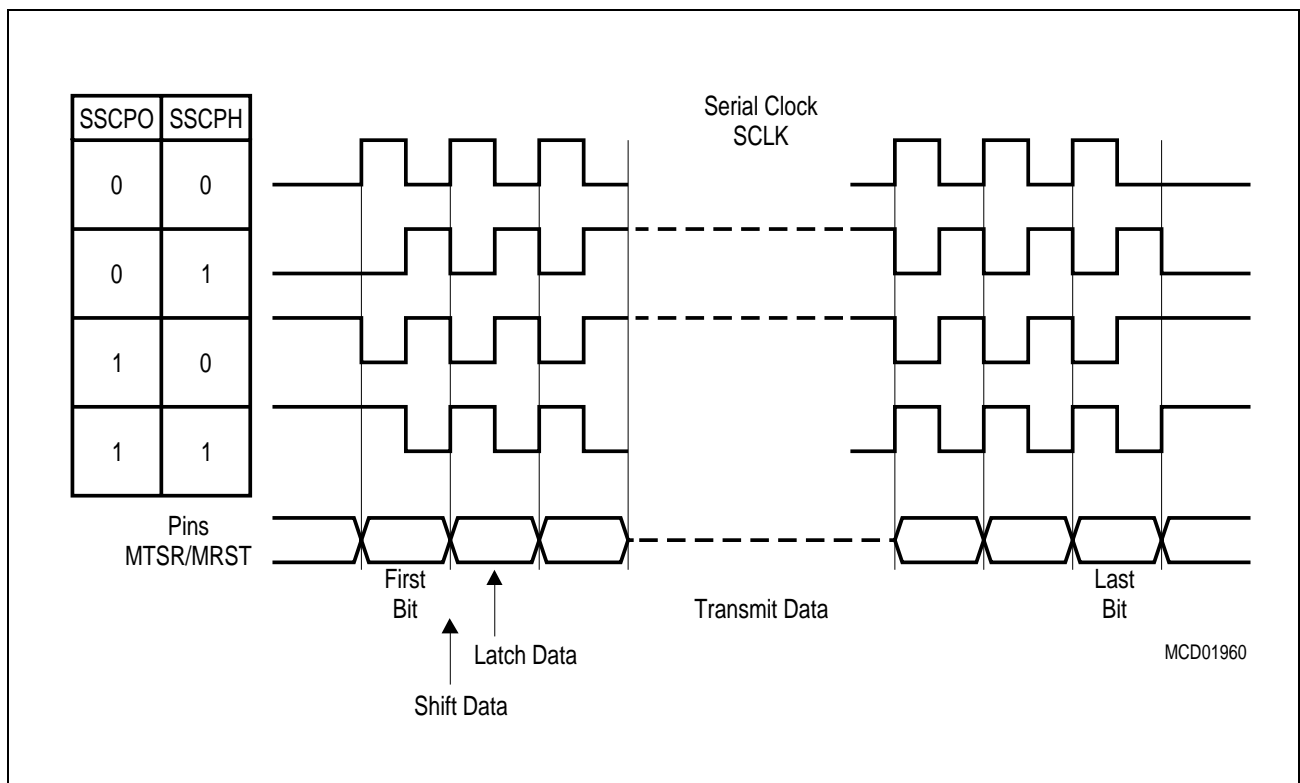 SSCPO SSCPH
0 0
0 1
1 0
1 1
Serial Clock
SCLK
Pins
MTSR/MRST
First
Bit
Last
Bit
Transmit Data
Latch Data
Shift Data
MCD01960